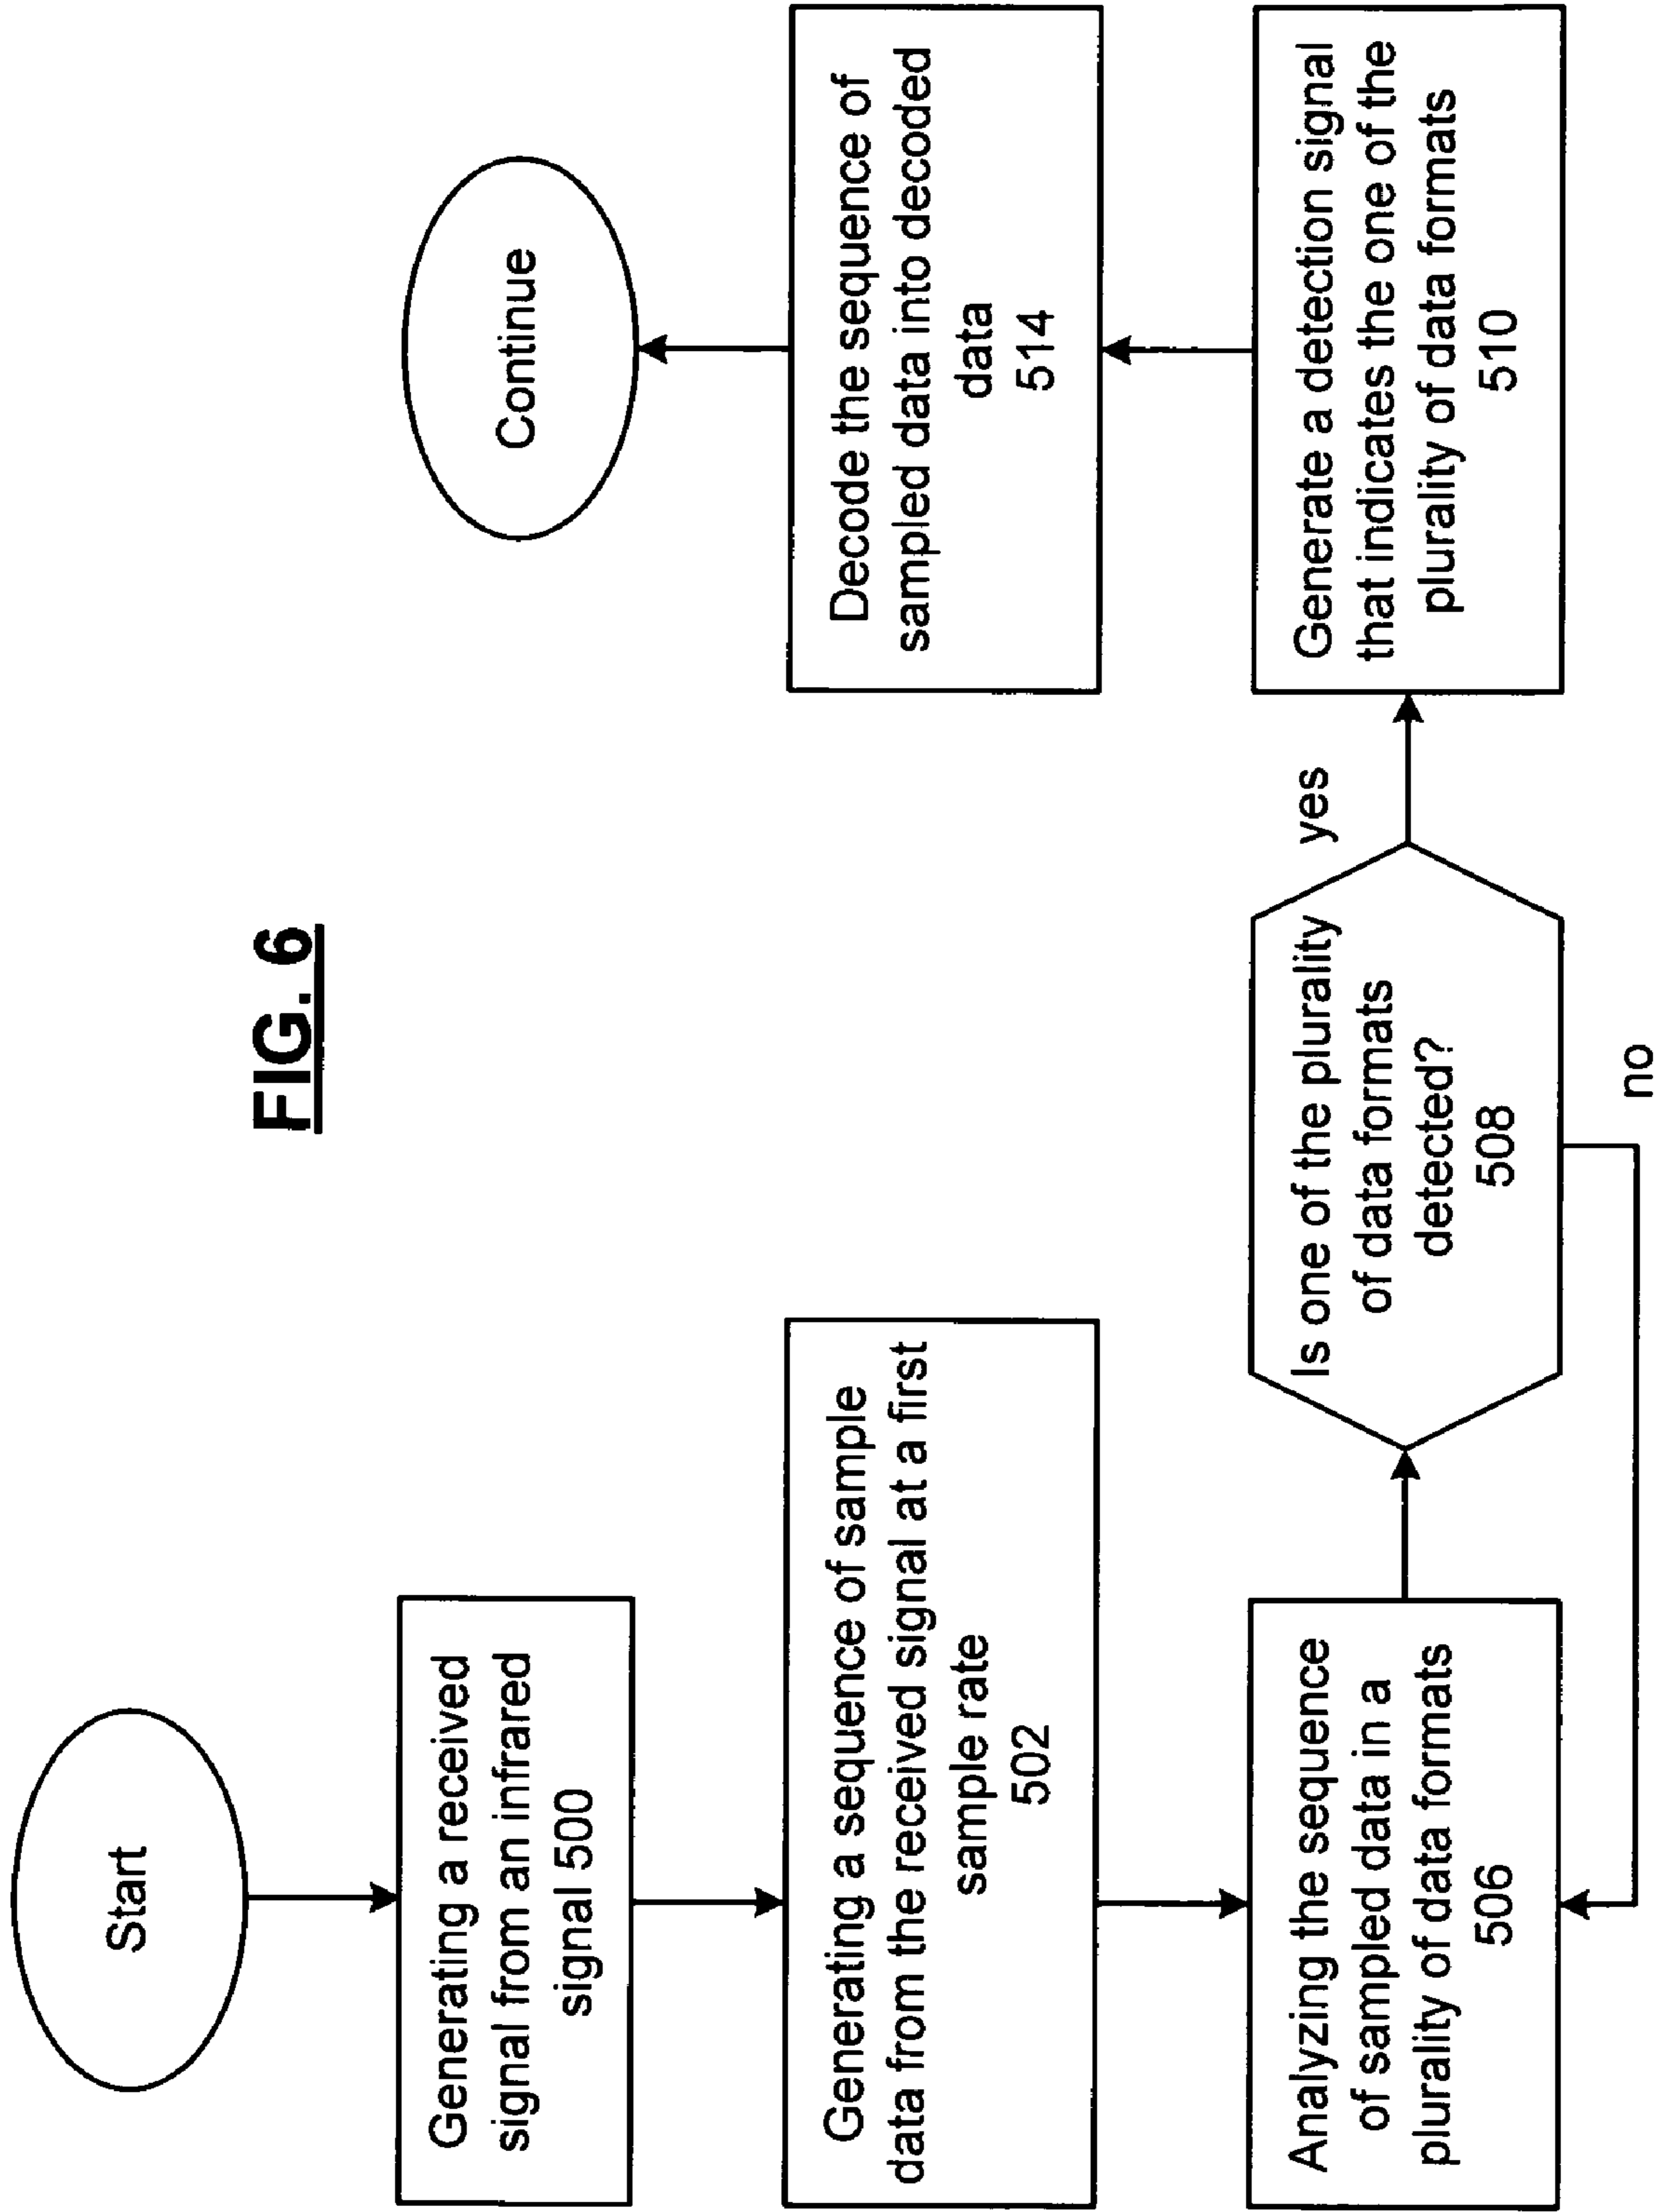 FIG. 6
Start
Generating a received
signal from an infrared
signal 500
Generating a sequence of sample
data from the received signal at a first
sample rate
502
Analyzing the sequence
of sampled data in a
plurality of data formats
506
Is one of the plurality
of data formats
detected?
508
no
yes
Generate a detection signal
that indicates the one of the
plurality of data formats
510
Decode the sequence of
sampled data into decoded
data
514
Continue